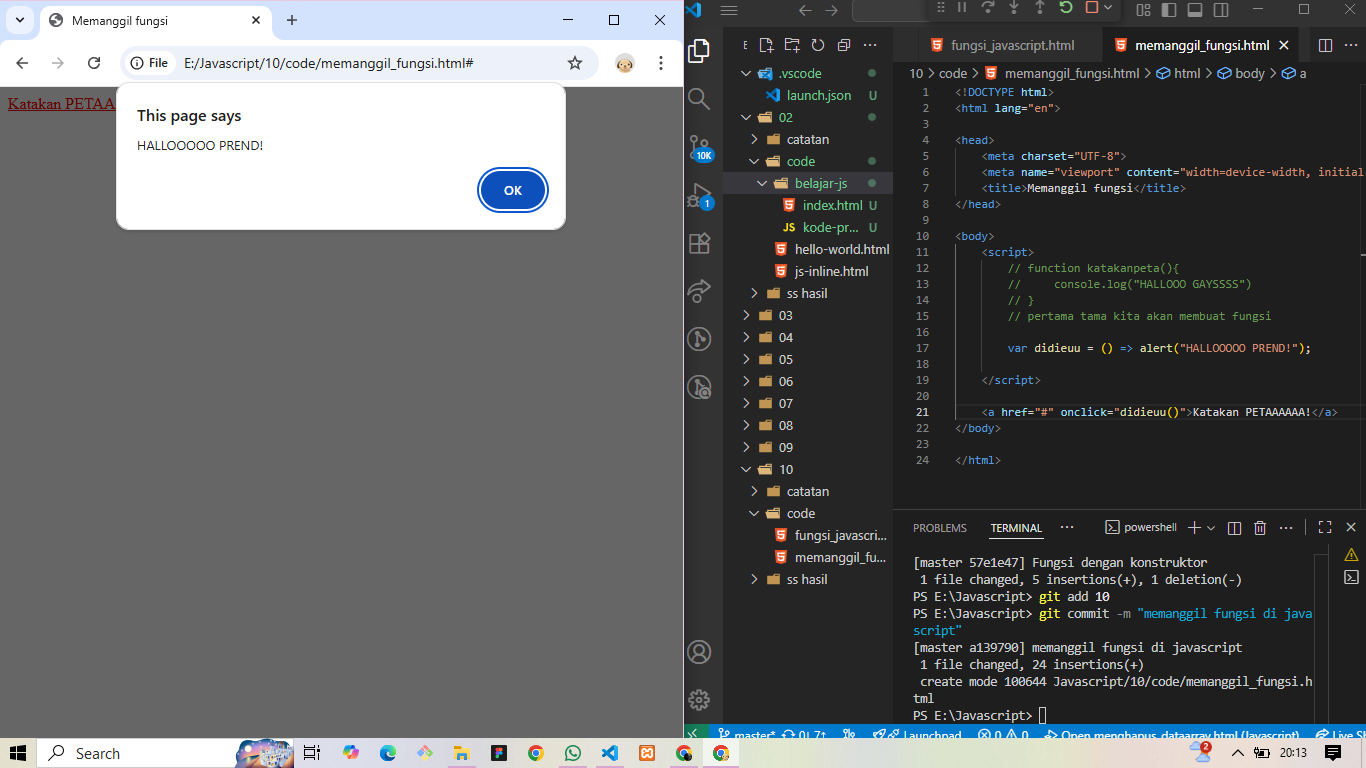 Memanggil fungsi
File E:/Javascript/10/code/memanggil_fungsi.html#
Katakan PETAA
This page says
HALLOOOOO PREND!
OK
E
fungsi_javascript.html
memanggil_fungsi.html
10 > code > memanggil_fungsi.html > html > body > a
.vscode
launch.json U
02
catatan
code
belajar-js
index.html U
JS kode-pr... U
hello-world.html
js-inline.html
ss hasil
03
04
05
06
07
08
09
10
catatan
code
fungsi_javascri...
memanggil_fu...
ss hasil
10K
1
1 <!DOCTYPE html>
2 <html lang="en">
3
4 <head>
5 <meta charset="UTF-8">
6 <meta name="viewport" content="width=device-width, initial
7 <title>Memanggil fungsi</title>
8 </head>
9
10 <body>
11 <script>
12 // function katakanpeta(){
13 // console.log("HALLOOO GAYSSSS")
14 // }
15 // pertama tama kita akan membuat fungsi
16
17 var didieuu = () => alert("HALLOOOOO PREND!");
18
19 </script>
20
21 <a href="#" onclick="didieuu()">Katakan PETAAAAAA!</a>
22 </body>
23
24 </html>
PROBLEMS TERMINAL ... powershell
[master 57e1e47] Fungsi dengan konstruktor
1 file changed, 5 insertions(+), 1 deletion(-)
PS E:\Javascript> git add 10
PS E:\Javascript> git commit -m "memanggil fungsi di java
script"
[master a139790] memanggil fungsi di javascript
1 file changed, 24 insertions(+)
create mode 100644 Javascript/10/code/memanggil_fungsi.h
tml
PS E:\Javascript>
master* 0↓ 7↑ Launchpad 0 0 Open menghapus_dataarray.html (Javascript) Live Sh
Search
2
20:13